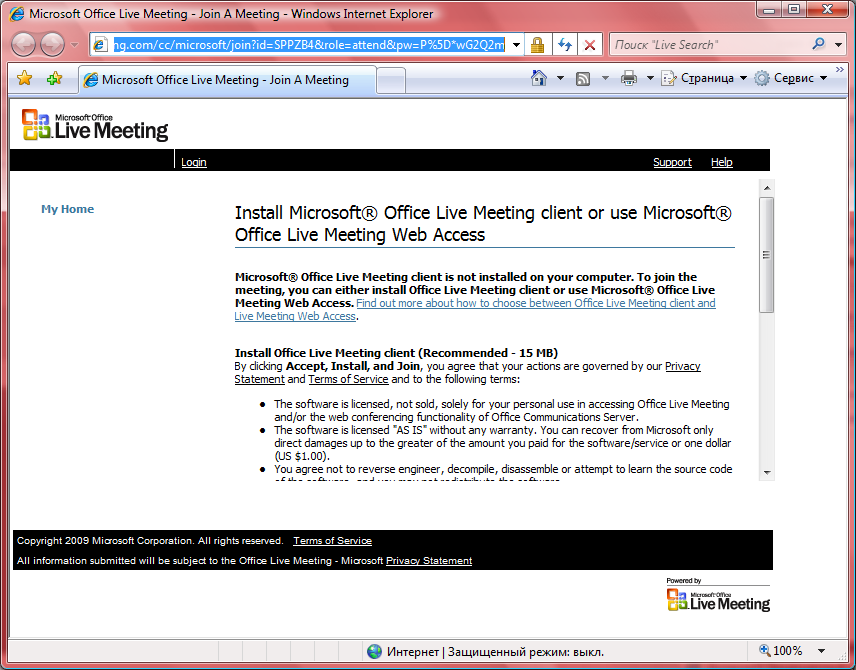 Microsoft Office Live Meeting - Join A Meeting - Windows Internet Explorer
ng.com/cc/microsoft/join?id=SPPZB4&role=attend&pw=P%5D*wG2Q2m
Поиск "Live Search"
Microsoft Office Live Meeting - Join A Meeting
Страница
Сервис
Microsoft Office
Live Meeting
Login
Support
Help
My Home
Install Microsoft® Office Live Meeting client or use Microsoft®
Office Live Meeting Web Access
Microsoft® Office Live Meeting client is not installed on your computer. To join the
meeting, you can either install Office Live Meeting client or use Microsoft® Office Live
Meeting Web Access. Find out more about how to choose between Office Live Meeting client and
Live Meeting Web Access.
Install Office Live Meeting client (Recommended - 15 MB)
By clicking Accept, Install, and Join, you agree that your actions are governed by our Privacy
Statement and Terms of Service and to the following terms:
• The software is licensed, not sold, solely for your personal use in accessing Office Live Meeting
and/or the web conferencing functionality of Office Communications Server.
• The software is licensed "AS IS" without any warranty. You can recover from Microsoft only
direct damages up to the greater of the amount you paid for the software/service or one dollar
(US $1.00).
• You agree not to reverse engineer, decompile, disassemble or attempt to learn the source code
of the software, and you may not redistribute the software.
Copyright 2009 Microsoft Corporation. All rights reserved. Terms of Service
All information submitted will be subject to the Office Live Meeting - Microsoft Privacy Statement
Powered by
Microsoft Office
Live Meeting
Интернет | Защищенный режим: выкл.
100%